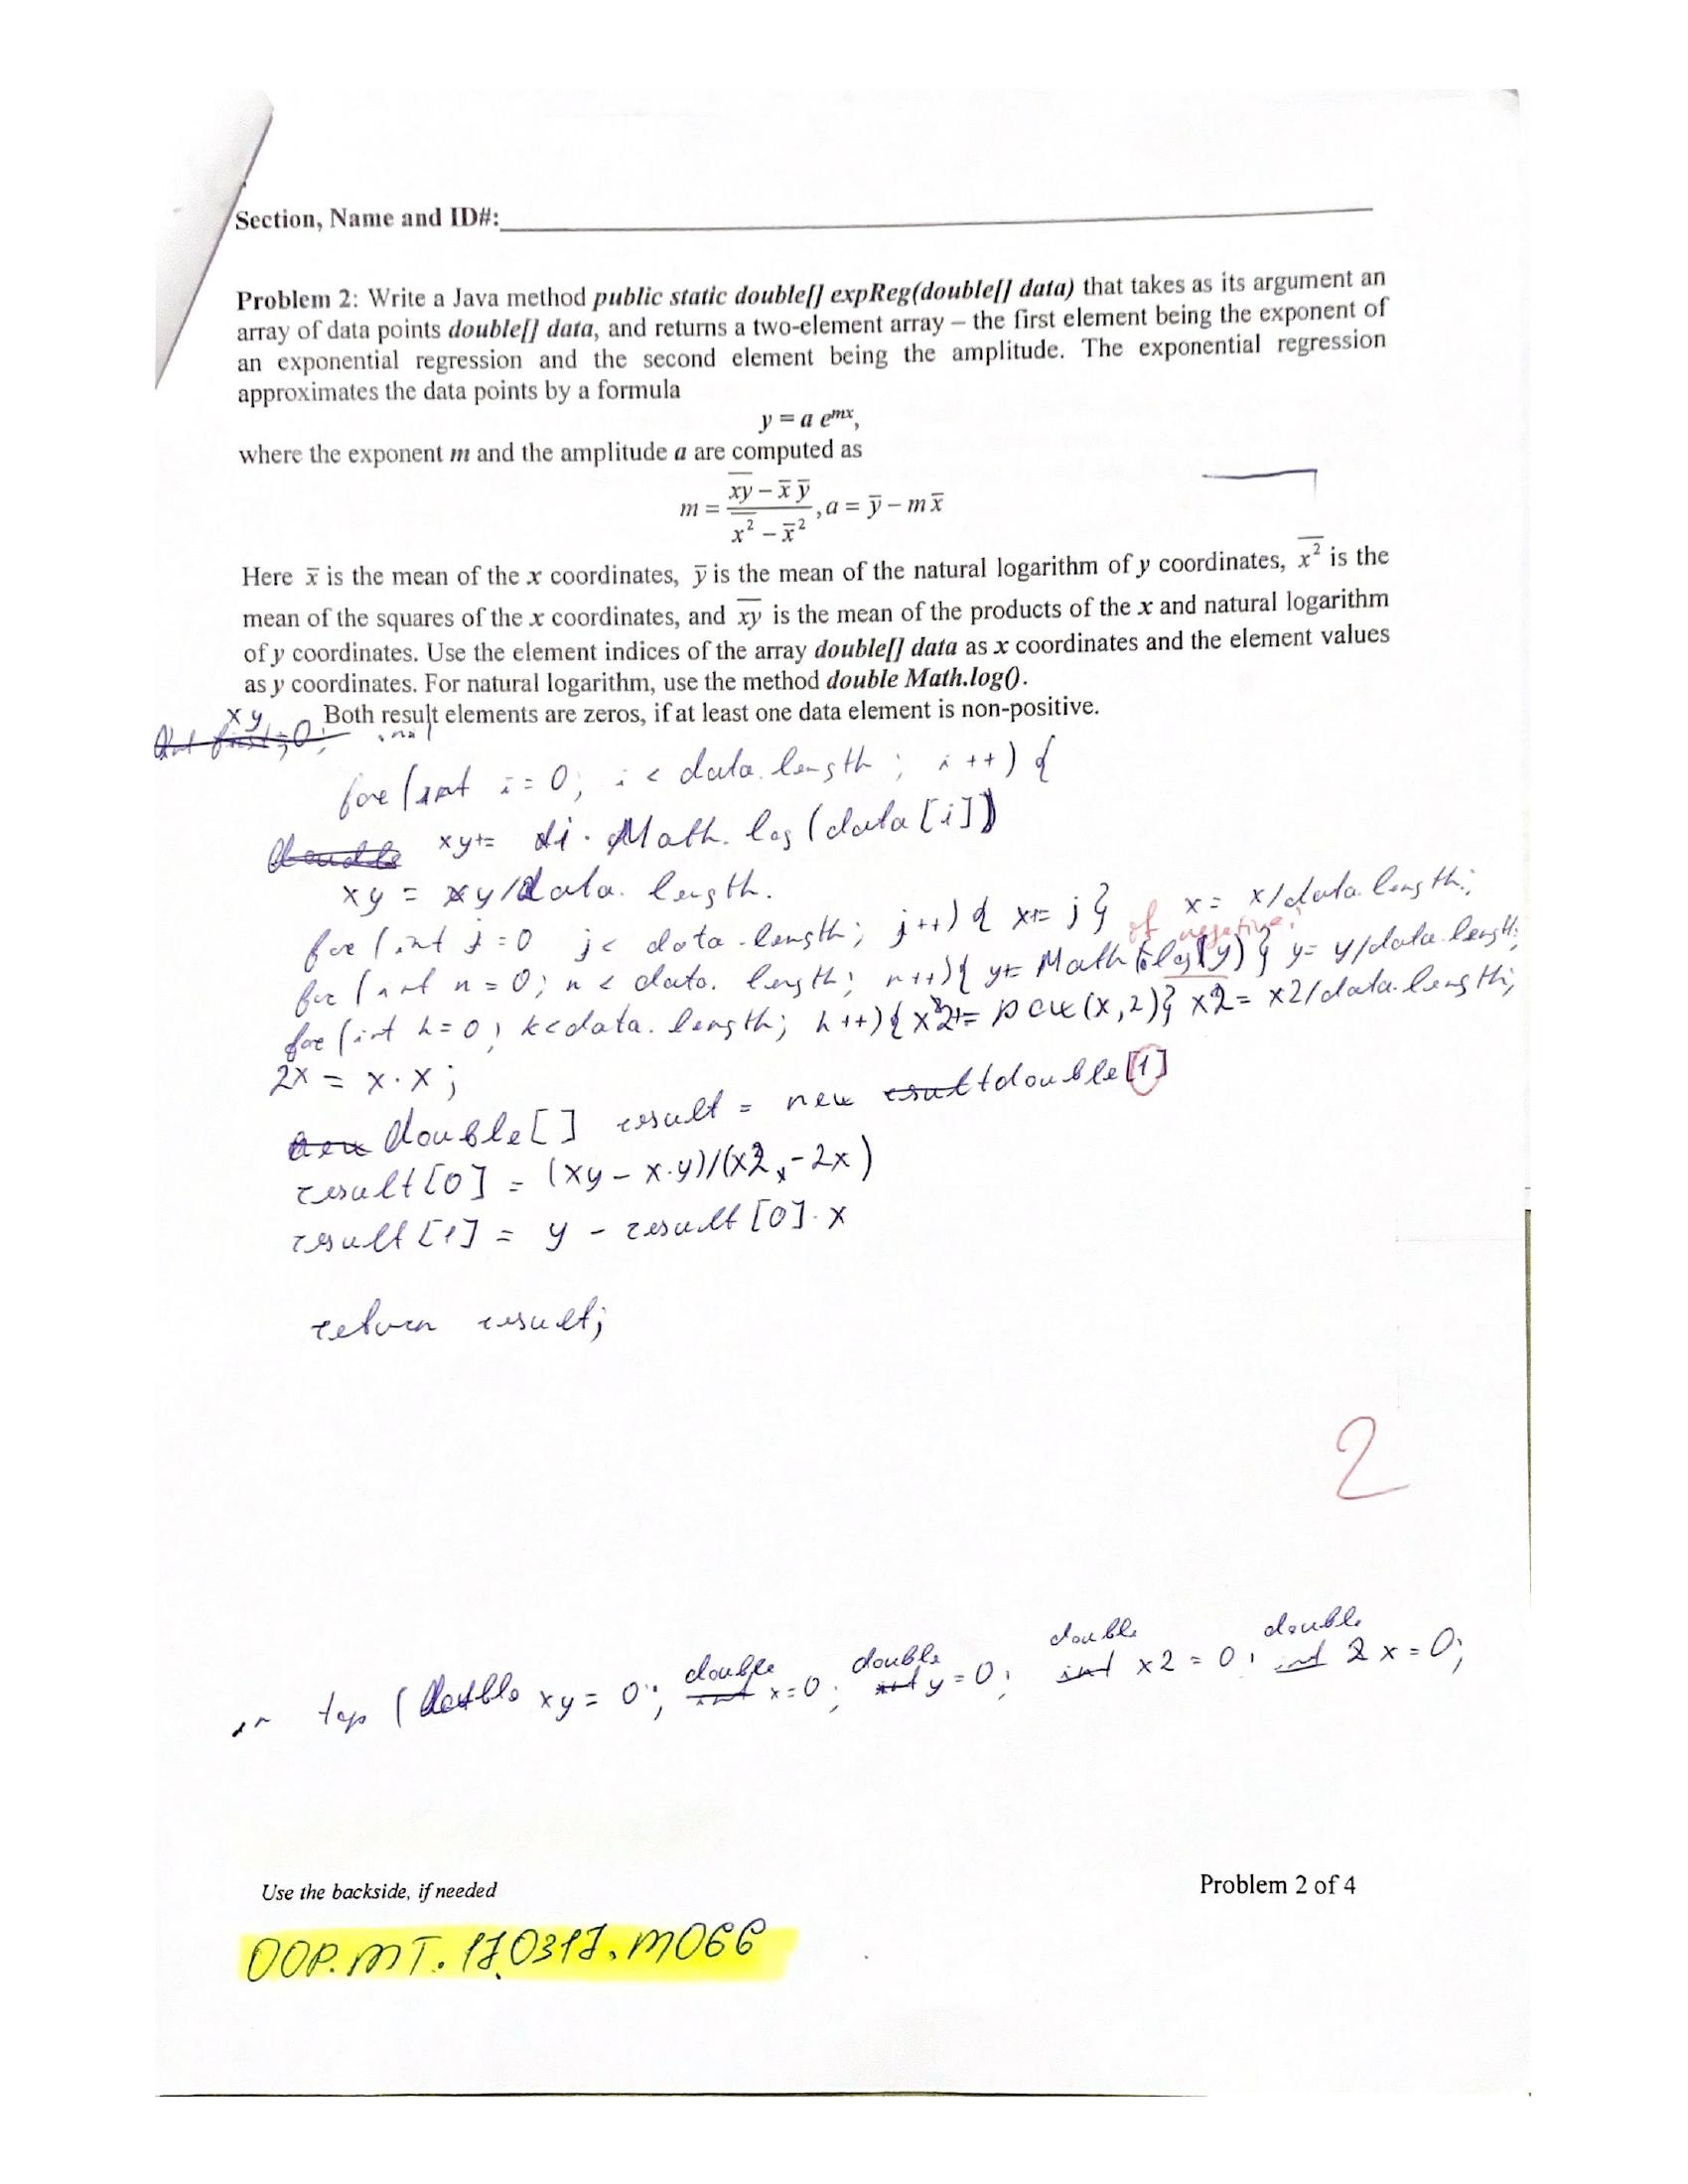 Section, Name and ID#:
Problem 2: Write a Java method public static double[] expReg(double[] data) that takes as its argument an
array of data points double[] data, and returns a two-element array – the first element being the exponent of
an exponential regression and the second element being the amplitude. The exponential regression
approximates the data points by a formula
y = a e^{mx},
where the exponent m and the amplitude a are computed as
m = \frac{\overline{xy} - \overline{x}\,\overline{y}}{\overline{x^2} - \overline{x}^2}, a = \overline{y} - m\overline{x}
Here x̄ is the mean of the x coordinates, ȳ is the mean of the natural logarithm of y coordinates, \overline{x^2} is the
mean of the squares of the x coordinates, and \overline{xy} is the mean of the products of the x and natural logarithm
of y coordinates. Use the element indices of the array double[] data as x coordinates and the element values
as y coordinates. For natural logarithm, use the method double Math.log().
Both result elements are zeros, if at least one data element is non-positive.
xy
for (int i = 0; i < data.length; i++) {
xy+= i · Math.log(data[i])
xy = xy/data.length.
for (int j = 0 j < data.length; j++) { x+= j } x = x/data.length;
if negative?
for (int n = 0; n < data.length; n++) { y+= Math log(y) } y = y/data.length;
for (int k = 0; k < data.length; k++) { x2+= pow(x,2) } x2 = x2/data.length;
2x = x · x;
double[] result = new double[1]
result[0] = (xy - x·y)/(x2 - 2x)
result[1] = y - result[0]·x
return result;
2
in top ( double xy = 0; double x = 0; double y = 0; double x2 = 0; double 2x = 0;
Use the backside, if needed
Problem 2 of 4
OOP.MT.170317.M066